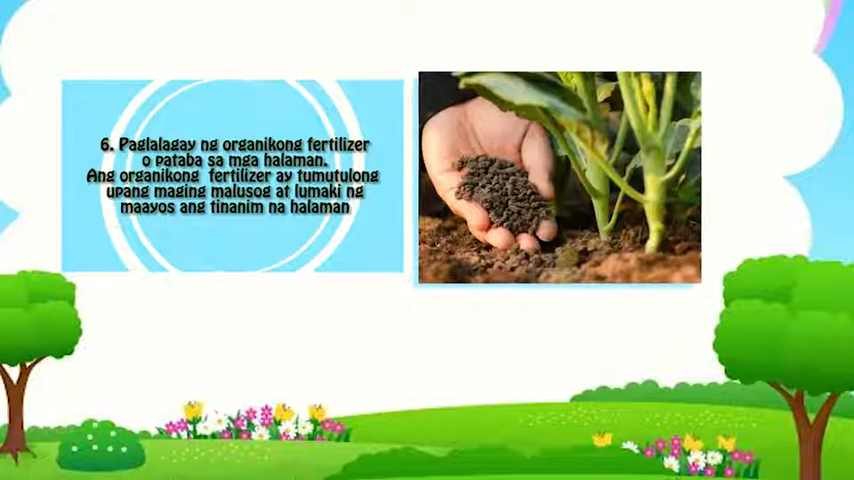 6. Paglalagay ng organikong fertilizer
o pataba sa mga halaman.
Ang organikong fertilizer ay tumutulong
upang maging malusog at lumaki ng
maayos ang tinanim na halaman